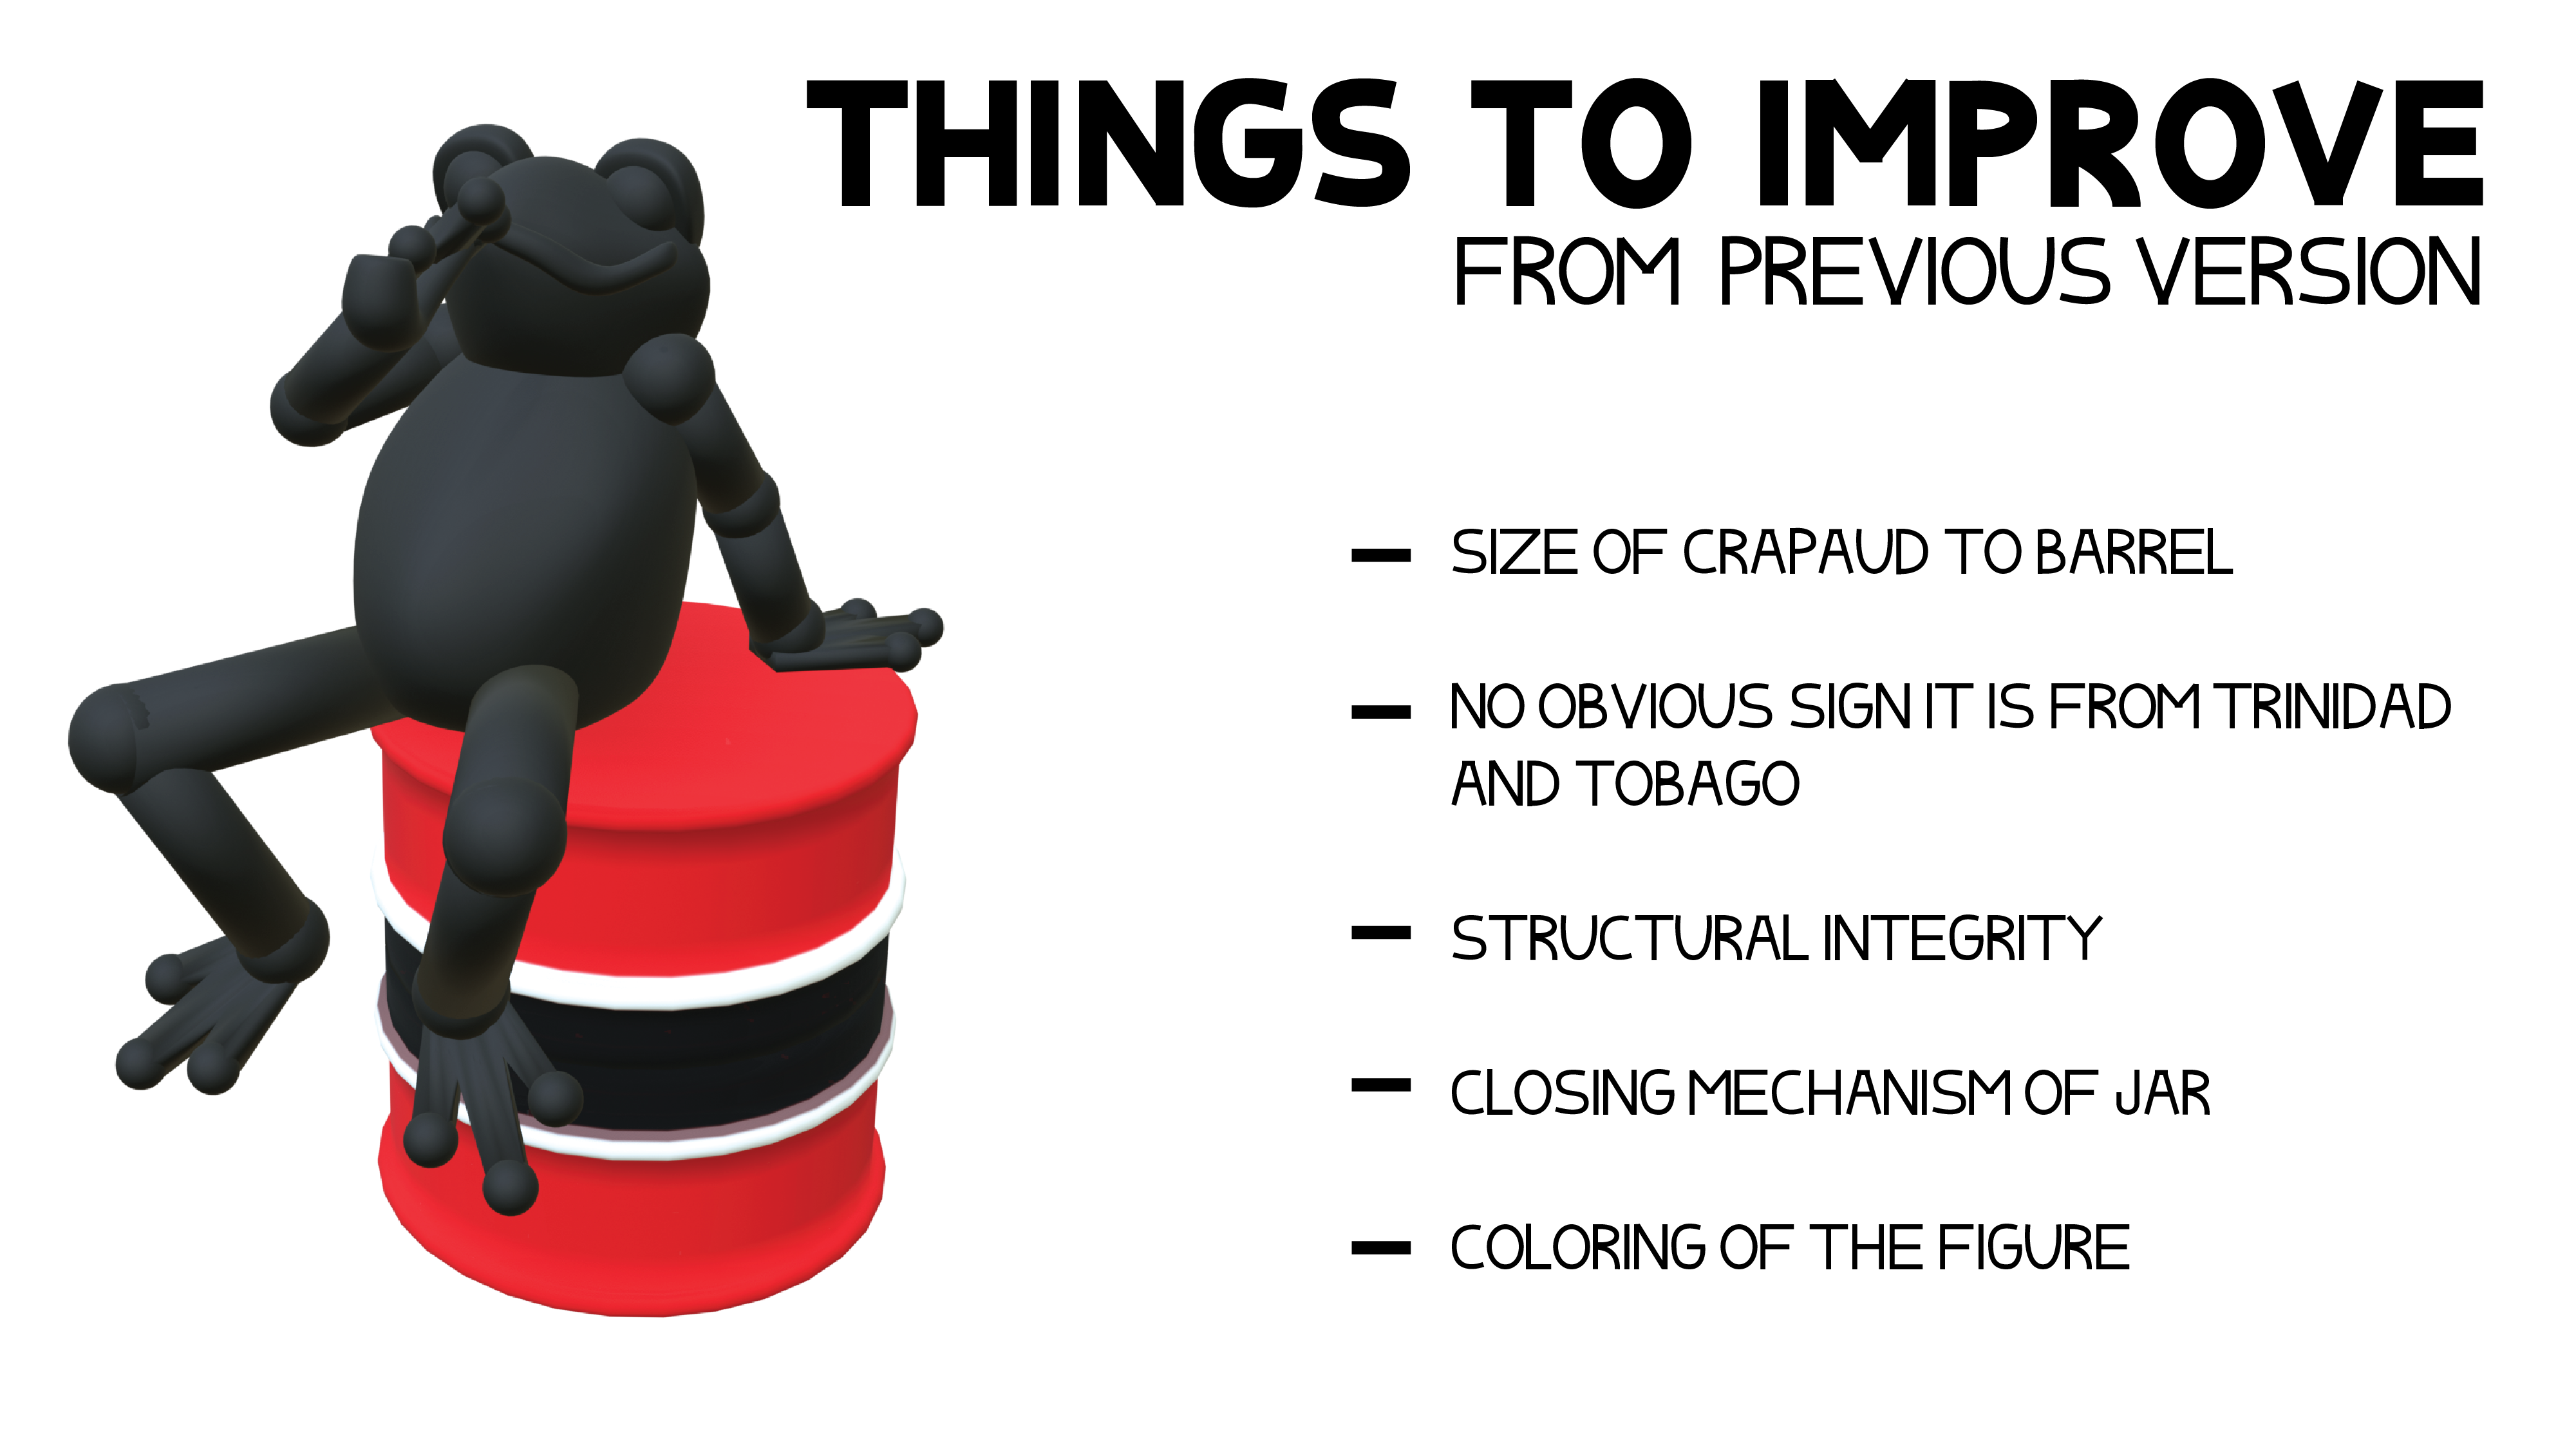 THINGS TO IMPROVE
FROM PREVIOUS VERSION
— SIZE OF CRAPAUD TO BARREL
— NO OBVIOUS SIGN IT IS FROM TRINIDAD
AND TOBAGO
— STRUCTURAL INTEGRITY
— CLOSING MECHANISM OF JAR
— COLORING OF THE FIGURE